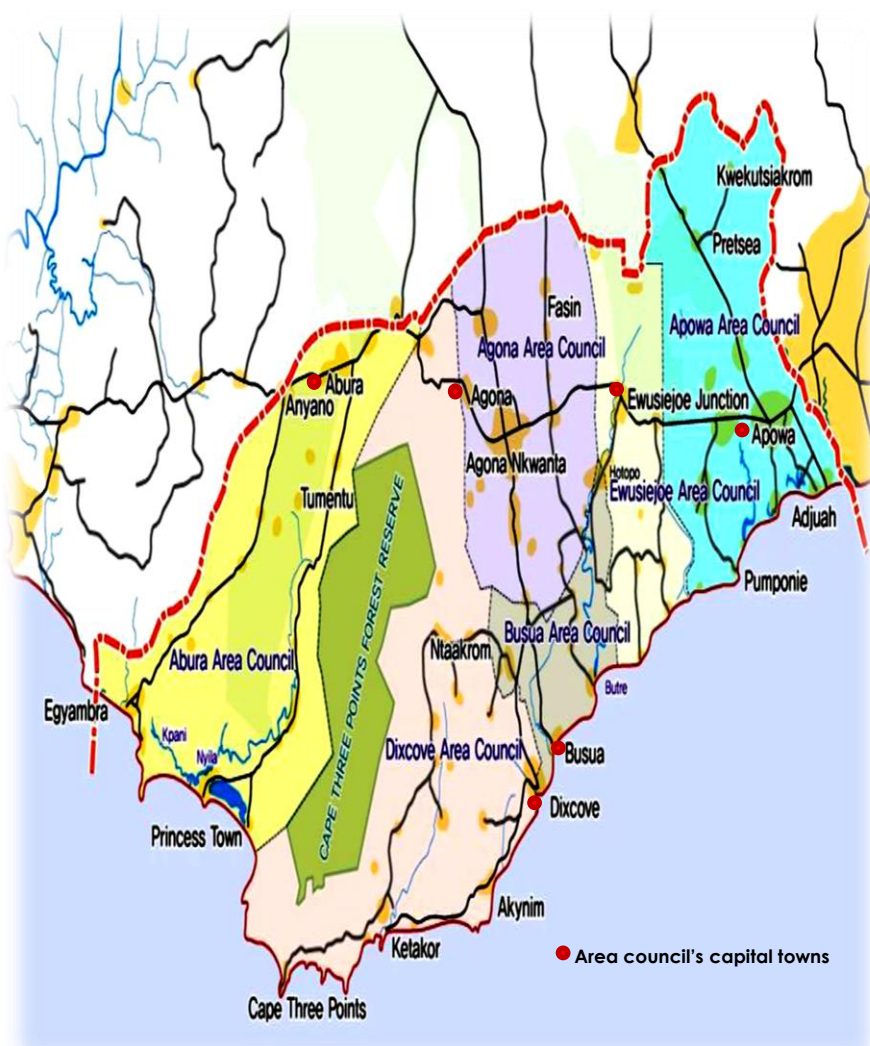 Kwekutsiakrom
Pretsea
Fasin
Apowa Area Council
Agona Area Council
Abura
Anyano
Agona
Ewusiejoe Junction
Apowa
Agona Nkwanta
Hotopo
Ewusiejoe Area Council
Tumentu
Adjuah
CAPE THREE POINTS FOREST RESERVE
Pumponie
Busua Area Council
Ntaakrom
Abura Area Council
Butre
Egyambra
Kpani
Nyila
Dixcove Area Council
Busua
Dixcove
Princess Town
Akynim
Ketakor
Area council's capital towns
Cape Three Points